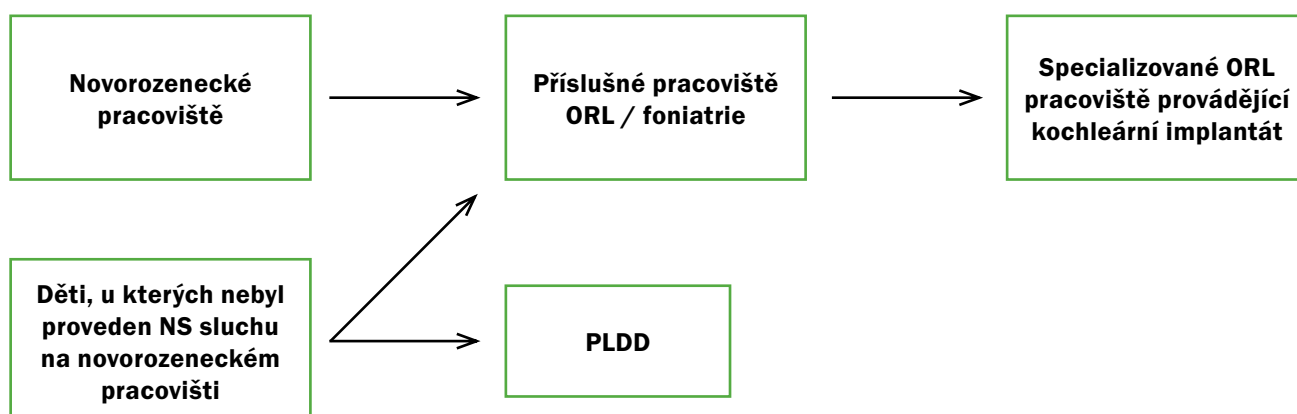 Novorozenecké
pracoviště
Příslušné pracoviště
ORL / foniatrie
Specializované ORL
pracoviště provádějící
kochleární implantát
Děti, u kterých nebyl
proveden NS sluchu
na novorozeneckém
pracovišti
PLDD